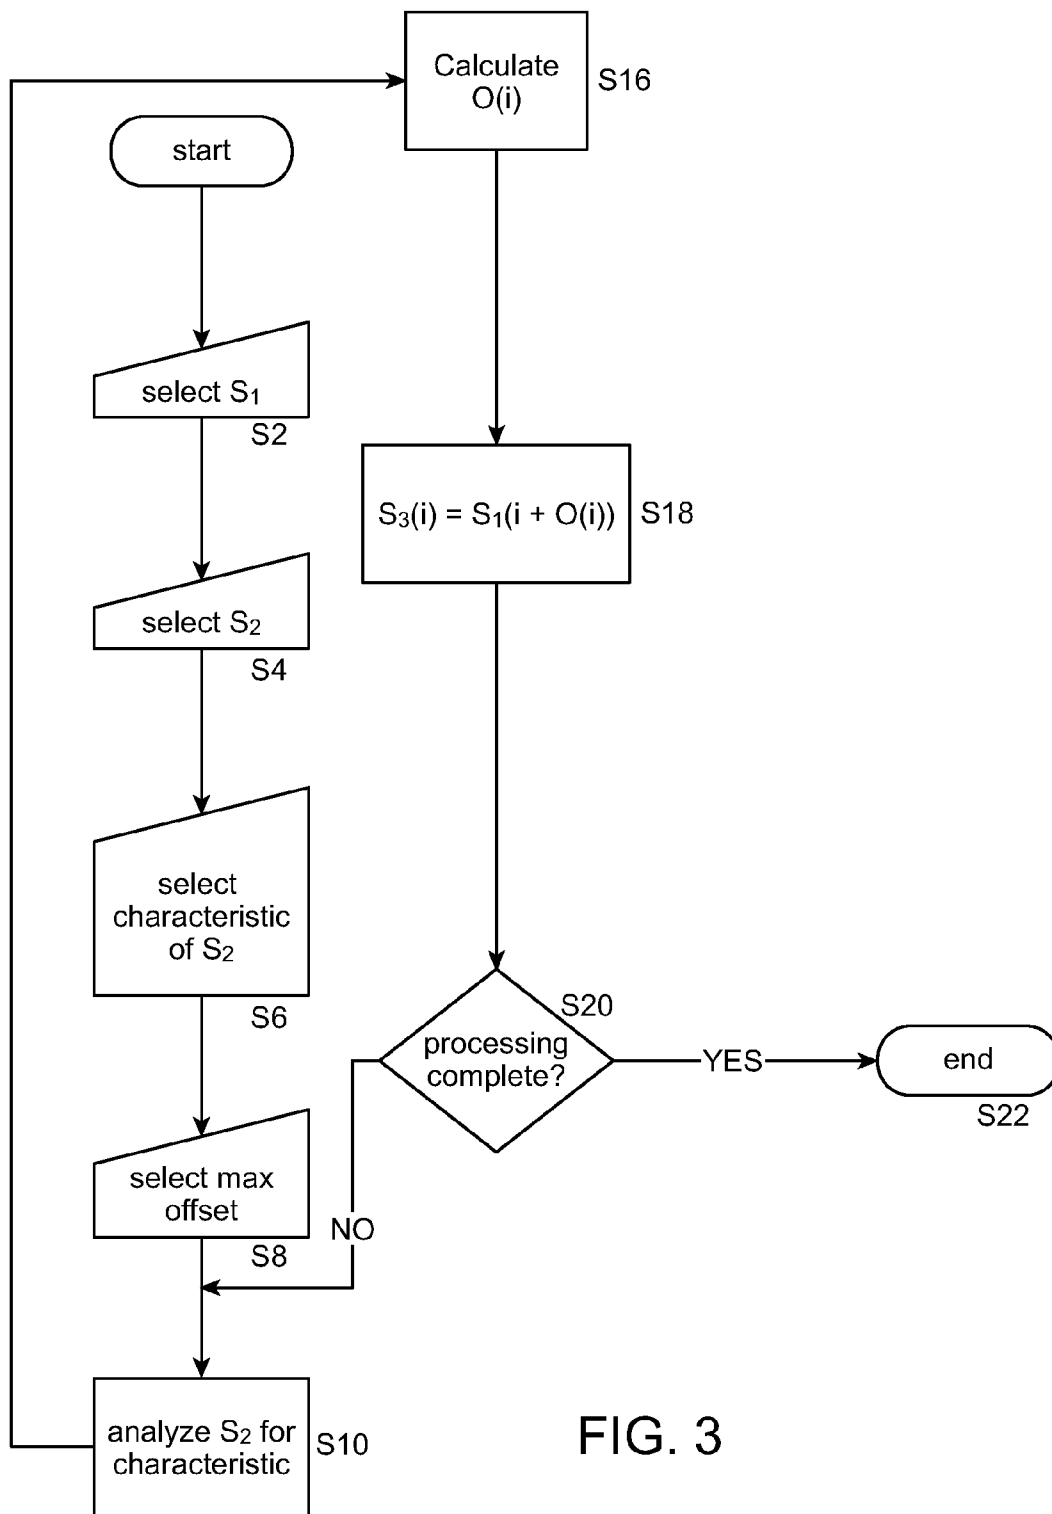 start
select S₁
S2
select S₂
S4
select
characteristic
of S₂
S6
select max
offset
S8
analyze S₂ for
characteristic
S10
Calculate
O(i)
S16
S₃(i) = S₁(i + O(i))
S18
processing
complete?
S20
NO
YES
end
S22
FIG. 3